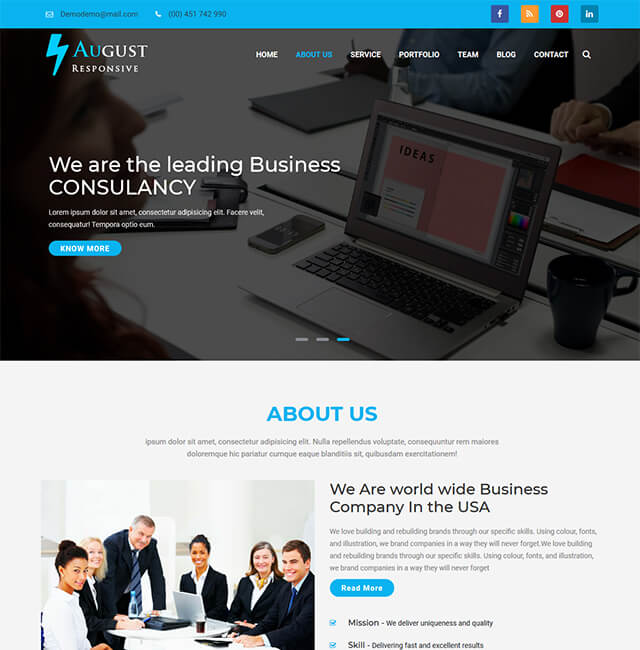 Demodemo@mail.com (00) 451 742 990
AUGUST
RESPONSIVE
HOME ABOUT US SERVICE PORTFOLIO TEAM BLOG CONTACT
IDEAS
We are the leading Business
CONSULANCY
Lorem ipsum dolor sit amet, consectetur adipisicing elit. Facere velit,
consequatur! Tempora optio eum.
KNOW MORE
ABOUT US
ipsum dolor sit amet, consectetur adipisicing elit. Nulla repellendus voluptate, consequuntur rem maiores
doloremque hic pariatur cumque eaque blanditiis sit, quibusdam exercitationem!
We Are world wide Business
Company In the USA
We love building and rebuilding brands through our specific skills. Using colour, fonts,
and illustration, we brand companies in a way they will never forget.We love building
and rebuilding brands through our specific skills. Using colour, fonts, and illustration,
we brand companies in a way they will never forget
Read More
Mission - We deliver uniqueness and quality
Skill - Delivering fast and excellent results